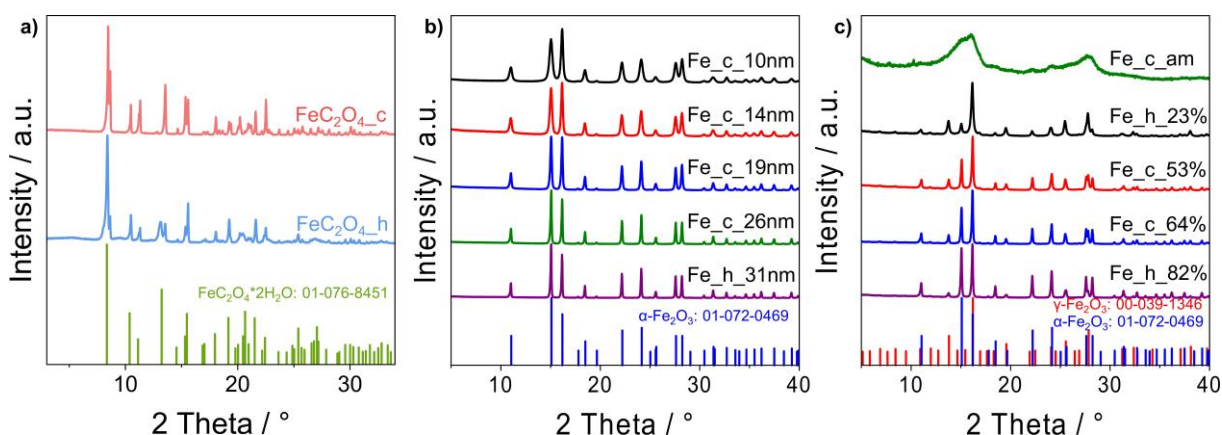 a)
Intensity / a.u.
FeC₂O₄_c
FeC₂O₄_h
FeC₂O₄*2H₂O: 01-076-8451
10 20 30
2 Theta / °
b)
Intensity / a.u.
Fe_c_10nm
Fe_c_14nm
Fe_c_19nm
Fe_c_26nm
Fe_h_31nm
α-Fe₂O₃: 01-072-0469
10 20 30 40
2 Theta / °
c)
Intensity / a.u.
Fe_c_am
Fe_h_23%
Fe_c_53%
Fe_c_64%
Fe_h_82%
γ-Fe₂O₃: 00-039-1346
α-Fe₂O₃: 01-072-0469
10 20 30 40
2 Theta / °